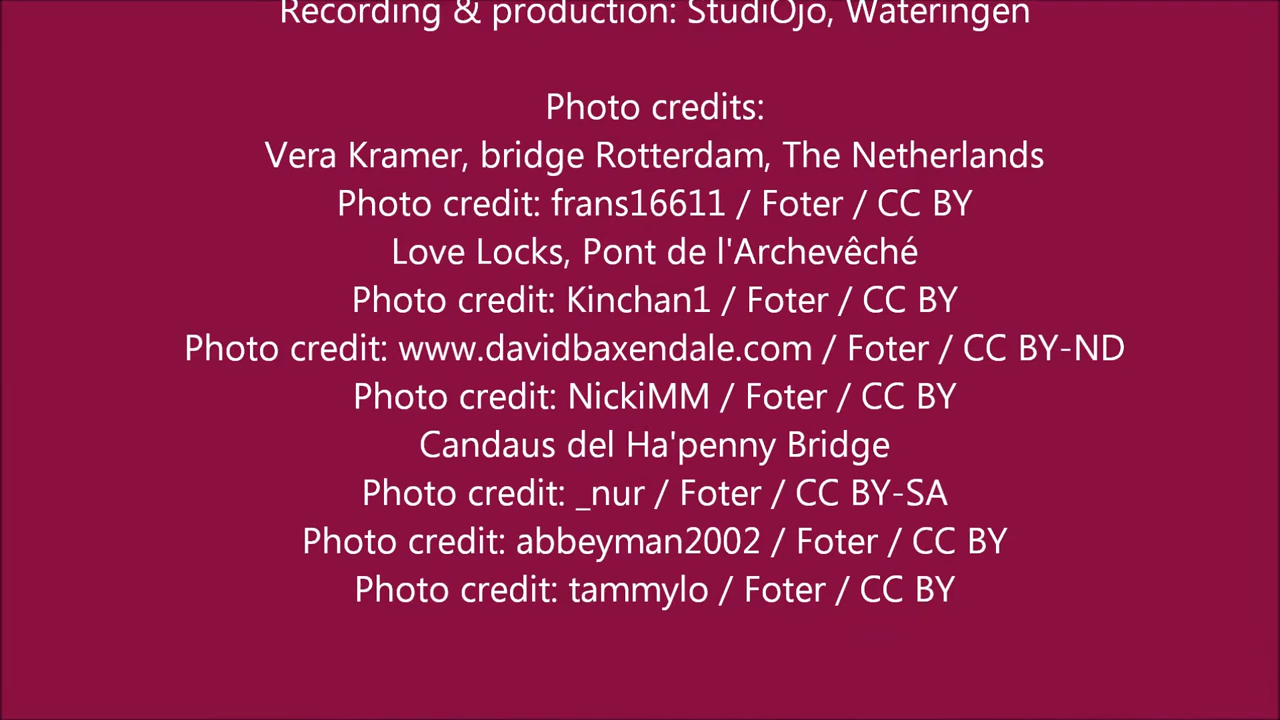 Recording & production: StudiOjo, Wateringen
Photo credits:
Vera Kramer, bridge Rotterdam, The Netherlands
Photo credit: frans16611 / Foter / CC BY
Love Locks, Pont de l'Archevêché
Photo credit: Kinchan1 / Foter / CC BY
Photo credit: www.davidbaxendale.com / Foter / CC BY-ND
Photo credit: NickiMM / Foter / CC BY
Candaus del Ha'penny Bridge
Photo credit: _nur / Foter / CC BY-SA
Photo credit: abbeyman2002 / Foter / CC BY
Photo credit: tammylo / Foter / CC BY